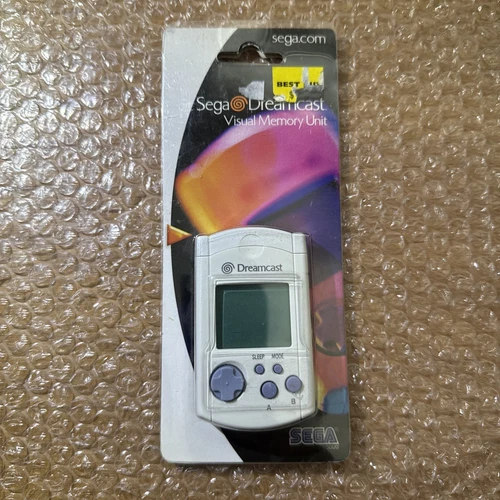 sega.com
BEST
Sega Dreamcast
Visual Memory Unit
Dreamcast
SLEEP MODE
B
A
SEGA